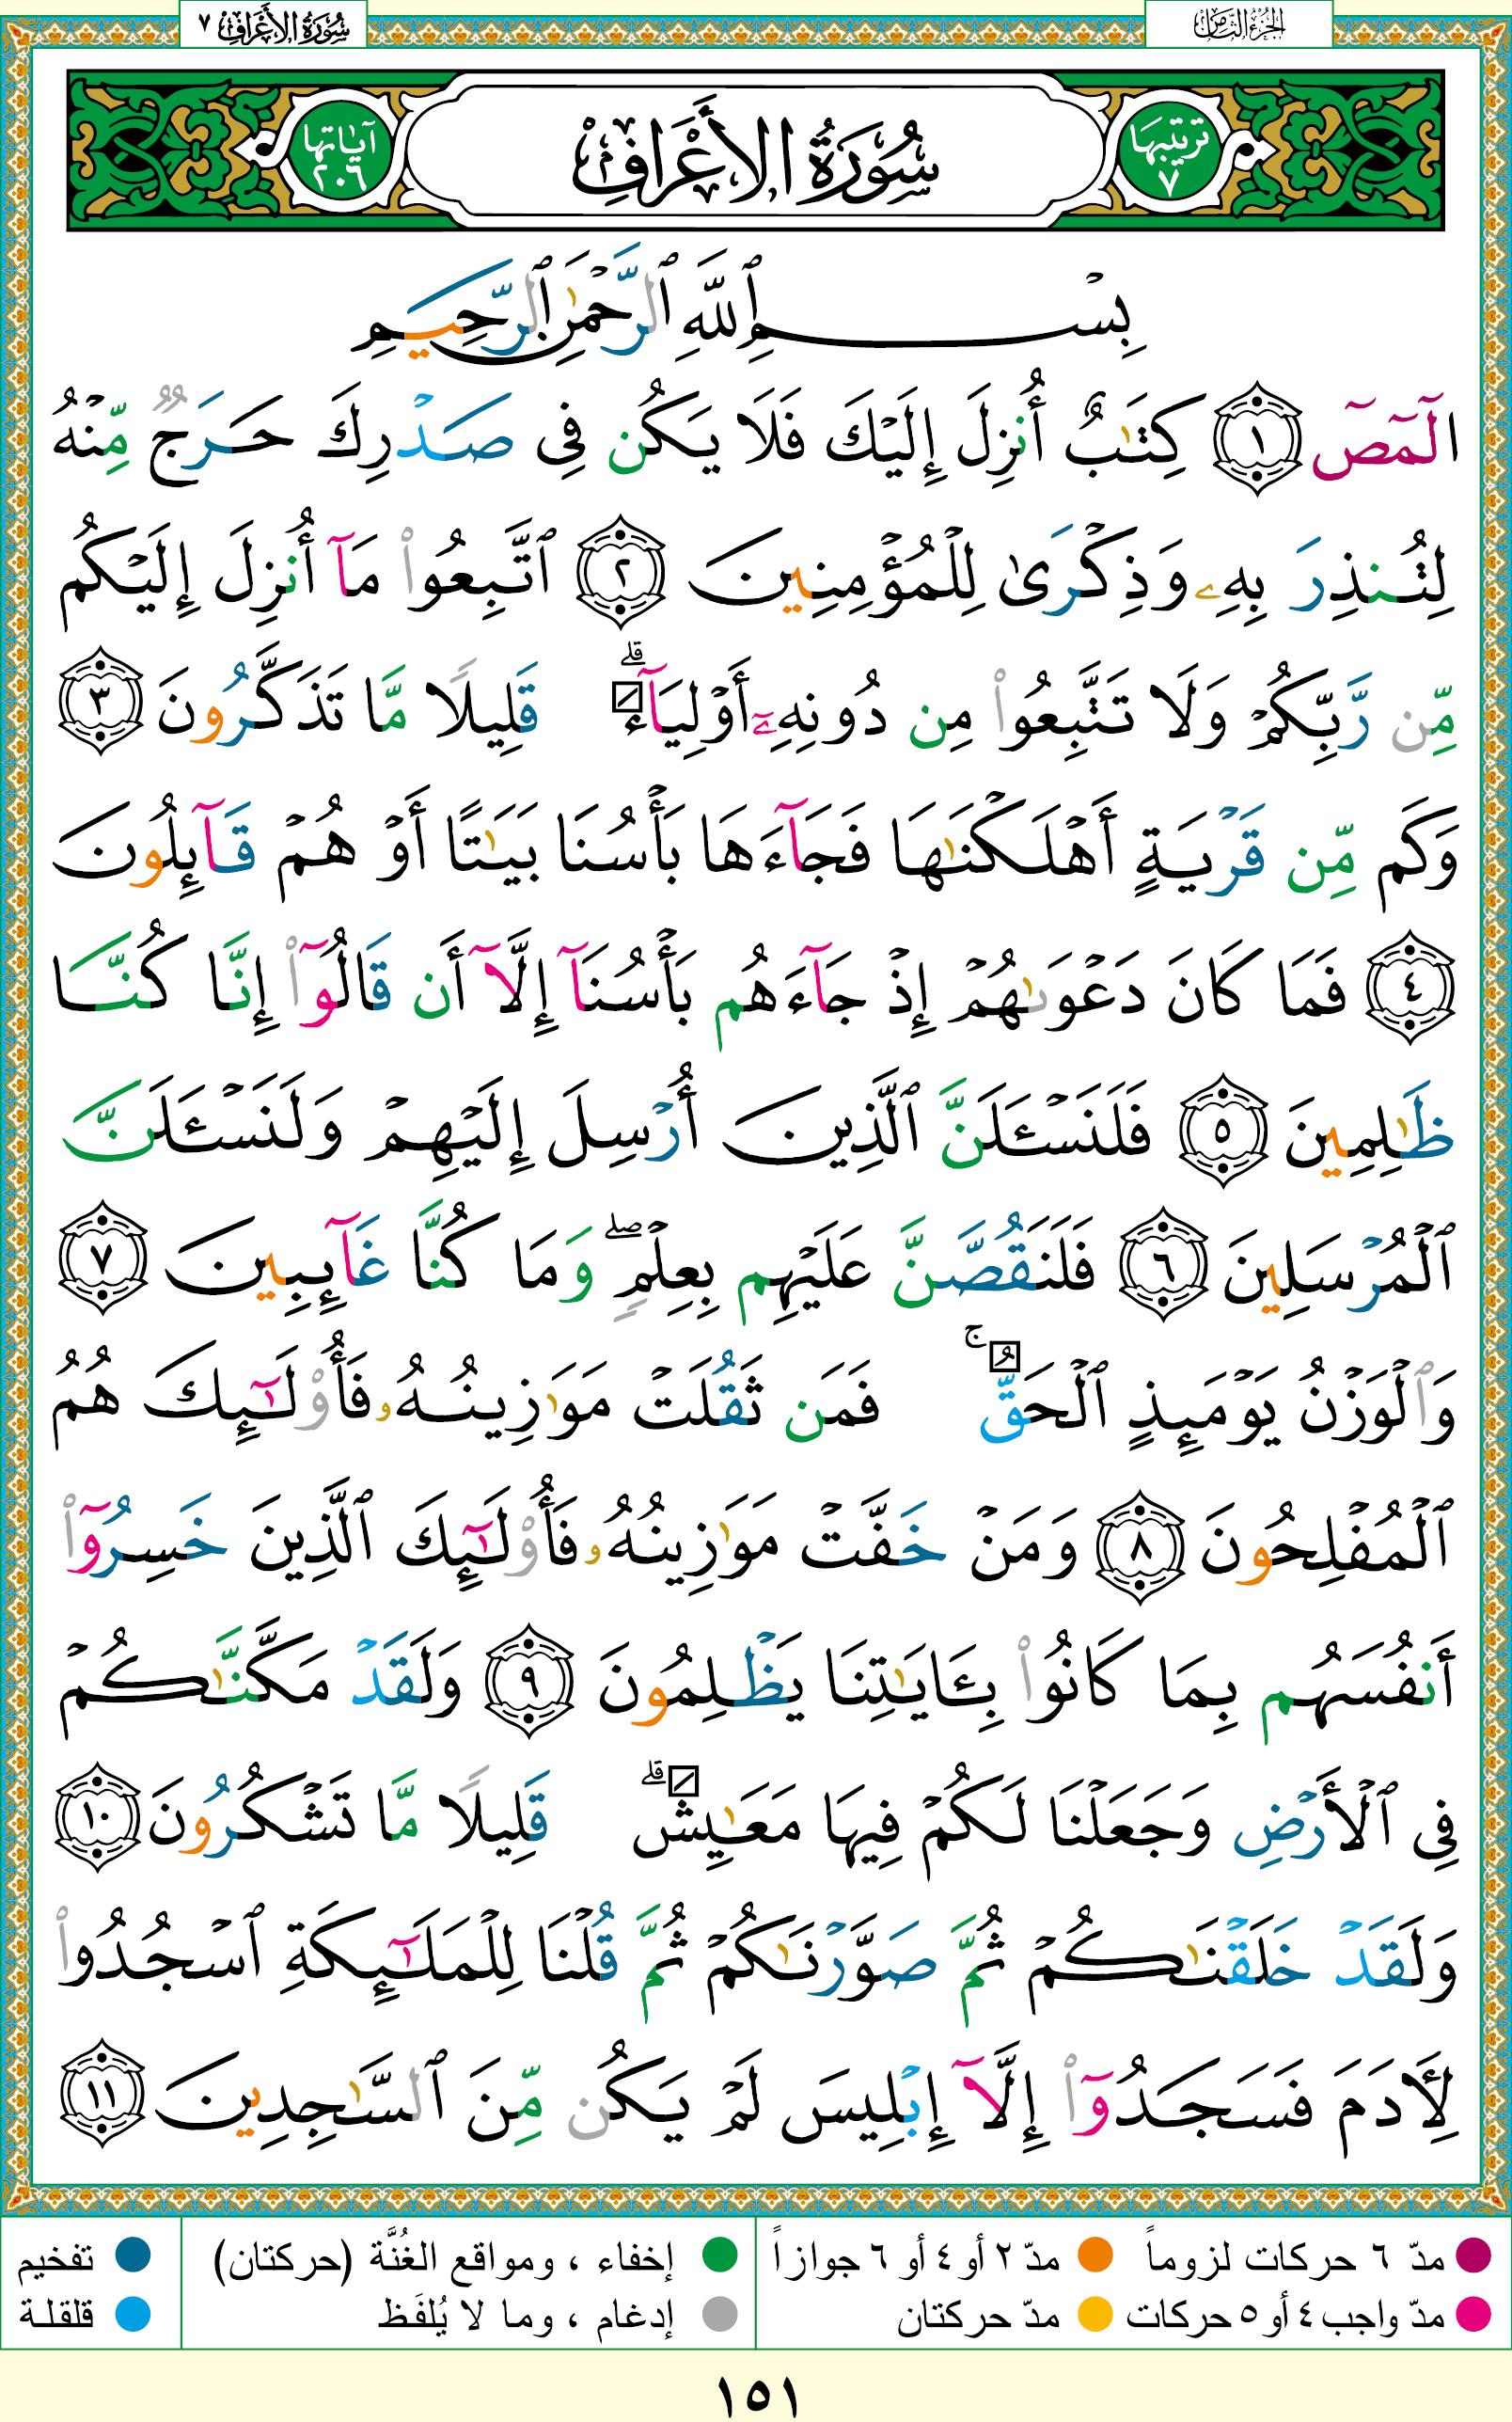 الجزء الثامن
سُورَةُ الأَعْرَافِ ٧
ترتيبها ٧
سُورَةُ الأَعْرَافِ
آياتها ٢٠٦
بِسْمِ ٱللَّهِ ٱلرَّحْمَٰنِ ٱلرَّحِيمِ
الٓمٓصٓ ١ كِتَٰبٌ أُنزِلَ إِلَيْكَ فَلَا يَكُن فِى صَدْرِكَ حَرَجٌ مِّنْهُ
لِتُنذِرَ بِهِۦ وَذِكْرَىٰ لِلْمُؤْمِنِينَ ٢ ٱتَّبِعُوا۟ مَآ أُنزِلَ إِلَيْكُم
مِّن رَّبِّكُمْ وَلَا تَتَّبِعُوا۟ مِن دُونِهِۦٓ أَوْلِيَآءَ ۗ قَلِيلًا مَّا تَذَكَّرُونَ ٣
وَكَم مِّن قَرْيَةٍ أَهْلَكْنَٰهَا فَجَآءَهَا بَأْسُنَا بَيَٰتًا أَوْ هُمْ قَآئِلُونَ
٤ فَمَا كَانَ دَعْوَىٰهُمْ إِذْ جَآءَهُم بَأْسُنَآ إِلَّآ أَن قَالُوٓا۟ إِنَّا كُنَّا
ظَٰلِمِينَ ٥ فَلَنَسْـَٔلَنَّ ٱلَّذِينَ أُرْسِلَ إِلَيْهِمْ وَلَنَسْـَٔلَنَّ
ٱلْمُرْسَلِينَ ٦ فَلَنَقُصَّنَّ عَلَيْهِم بِعِلْمٍ ۖ وَمَا كُنَّا غَآئِبِينَ ٧
وَٱلْوَزْنُ يَوْمَئِذٍ ٱلْحَقُّ ۚ فَمَن ثَقُلَتْ مَوَٰزِينُهُۥ فَأُو۟لَٰٓئِكَ هُمُ
ٱلْمُفْلِحُونَ ٨ وَمَنْ خَفَّتْ مَوَٰزِينُهُۥ فَأُو۟لَٰٓئِكَ ٱلَّذِينَ خَسِرُوٓا۟
أَنفُسَهُم بِمَا كَانُوا۟ بِـَٔايَٰتِنَا يَظْلِمُونَ ٩ وَلَقَدْ مَكَّنَّٰكُمْ
فِى ٱلْأَرْضِ وَجَعَلْنَا لَكُمْ فِيهَا مَعَٰيِشَ ۗ قَلِيلًا مَّا تَشْكُرُونَ ١٠
وَلَقَدْ خَلَقْنَٰكُمْ ثُمَّ صَوَّرْنَٰكُمْ ثُمَّ قُلْنَا لِلْمَلَٰٓئِكَةِ ٱسْجُدُوا۟
لِأَدَمَ فَسَجَدُوٓا۟ إِلَّآ إِبْلِيسَ لَمْ يَكُن مِّنَ ٱلسَّٰجِدِينَ ١١
مدّ ٦ حركات لزوماً مدّ ٢ أو ٤ أو ٦ جوازاً إخفاء ، ومواقع الغُنَّة (حركتان) تفخيم
مدّ واجب ٤ أو ٥ حركات مدّ حركتان إدغام ، وما لا يُلفَظ قلقلة
١٥١